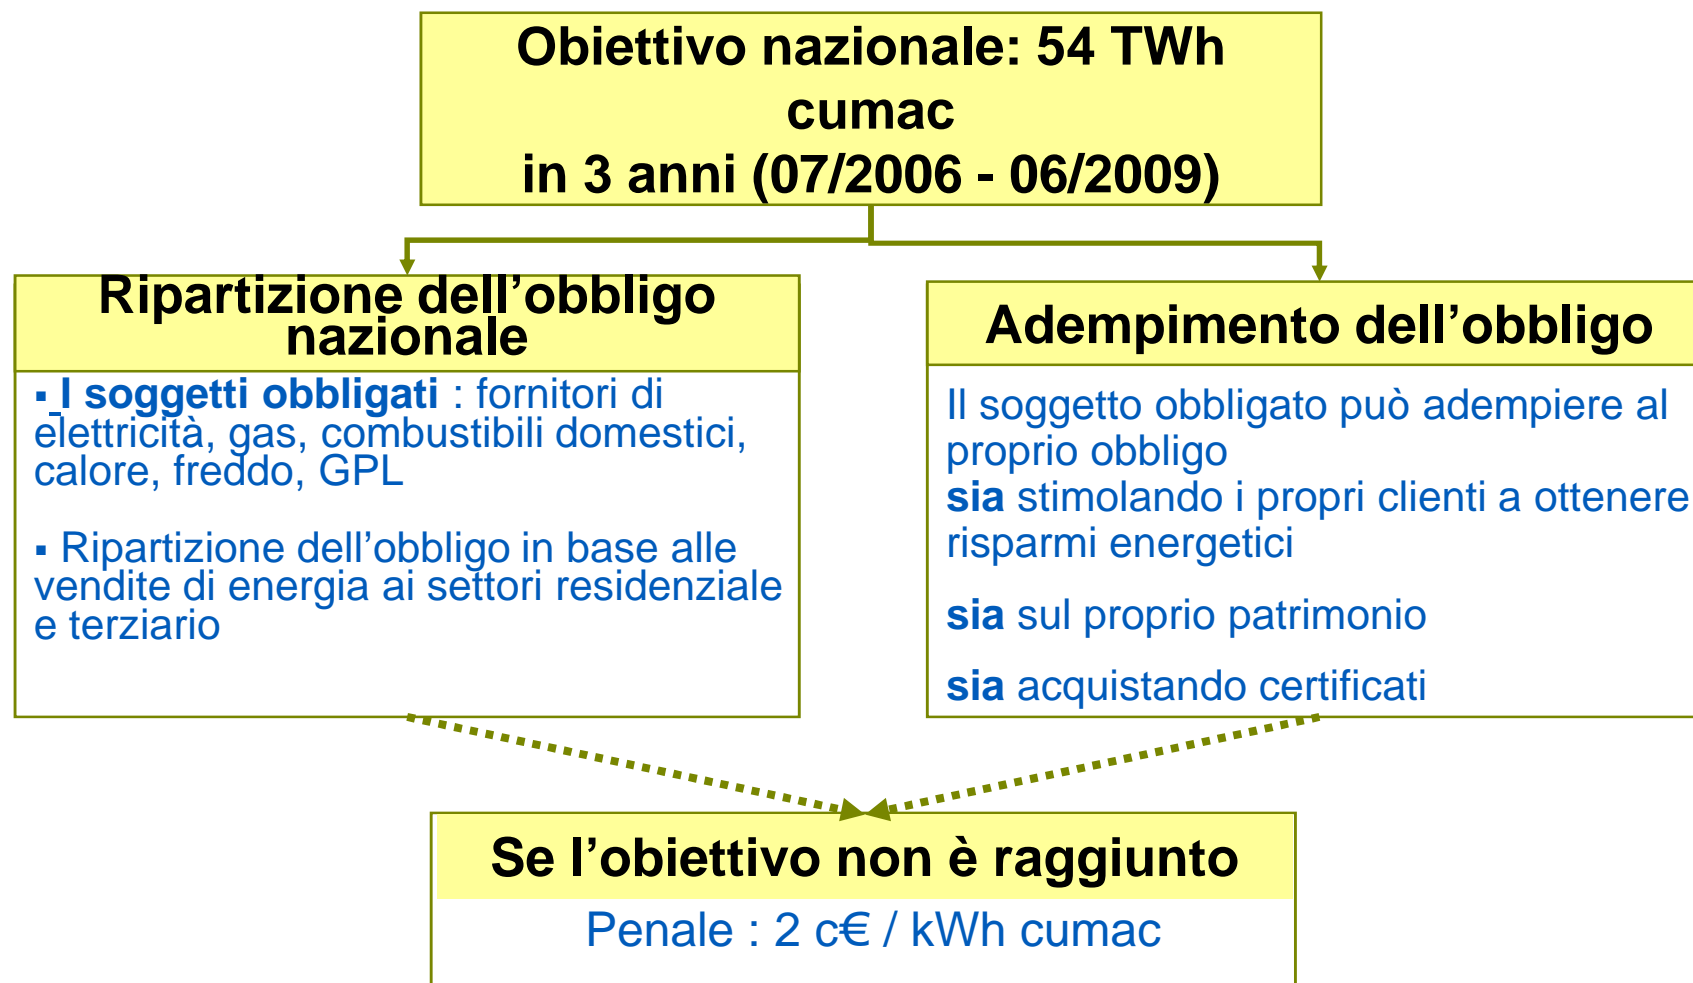 Obiettivo nazionale: 54 TWh
cumac
in 3 anni (07/2006 - 06/2009)
Ripartizione dell’obbligo
nazionale
▪ I soggetti obbligati : fornitori di
elettricità, gas, combustibili domestici,
calore, freddo, GPL
▪ Ripartizione dell’obbligo in base alle
vendite di energia ai settori residenziale
e terziario
Adempimento dell’obbligo
Il soggetto obbligato può adempiere al
proprio obbligo
sia stimolando i propri clienti a ottenere
risparmi energetici
sia sul proprio patrimonio
sia acquistando certificati
Se l’obiettivo non è raggiunto
Penale : 2 c€ / kWh cumac